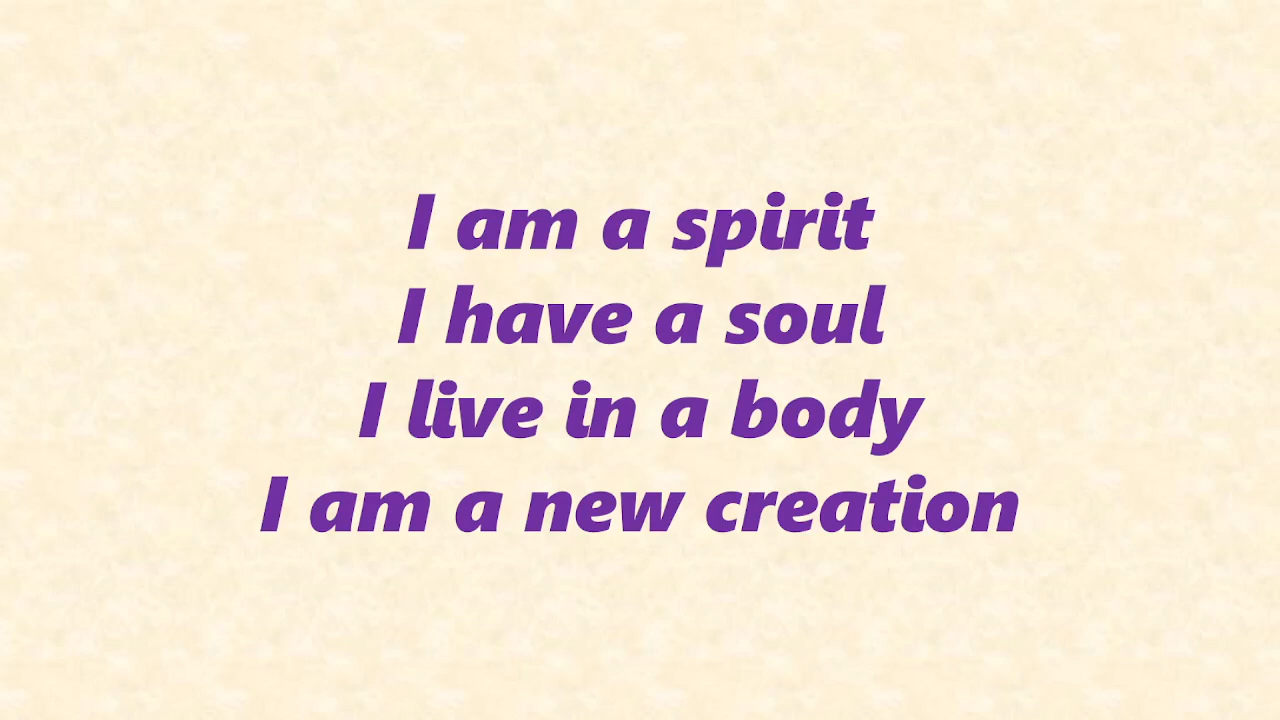 I am a spirit
I have a soul
I live in a body
I am a new creation